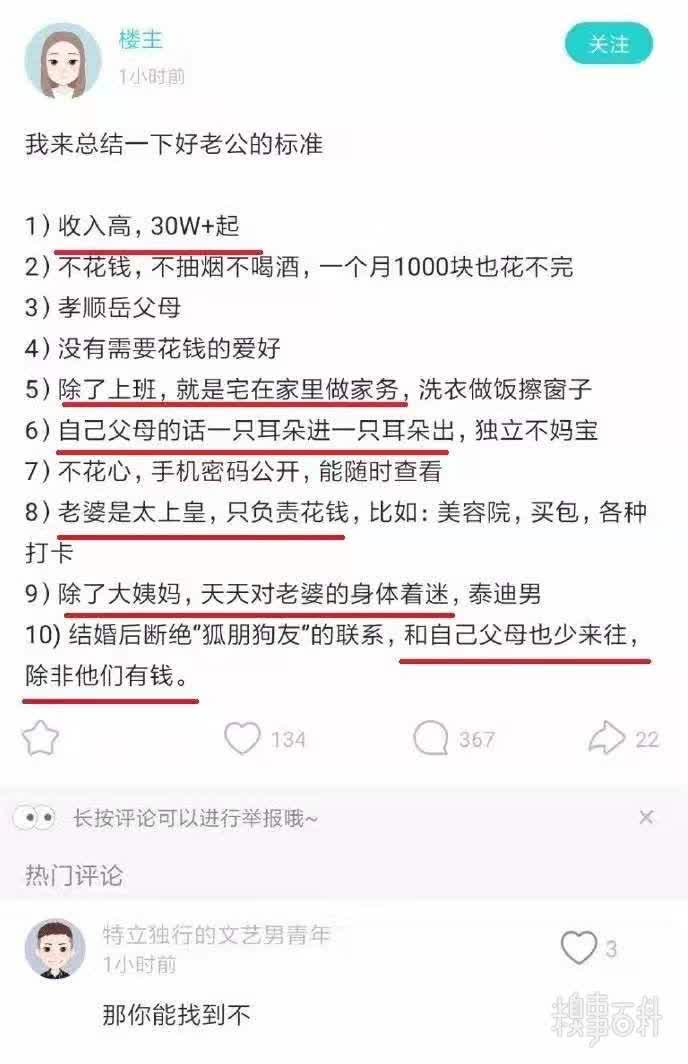 楼主
关注
1小时前
我来总结一下好老公的标准
1）收入高，30W+起
2）不花钱，不抽烟不喝酒，一个月1000块也花不完
3）孝顺岳父母
4）没有需要花钱的爱好
5）除了上班，就是宅在家里做家务，洗衣做饭擦窗子
6）自己父母的话一只耳朵进一只耳朵出，独立不妈宝
7）不花心，手机密码公开，能随时查看
8）老婆是太上皇，只负责花钱，比如：美容院，买包，各种
打卡
9）除了大姨妈，天天对老婆的身体着迷，泰迪男
10) 结婚后断绝“狐朋狗友”的联系，和自己父母也少来往，
除非他们有钱。
134
367
22
长按评论可以进行举报哦~
热门评论
特立独行的文艺男青年
3
1小时前
那你能找到不
糗事百科